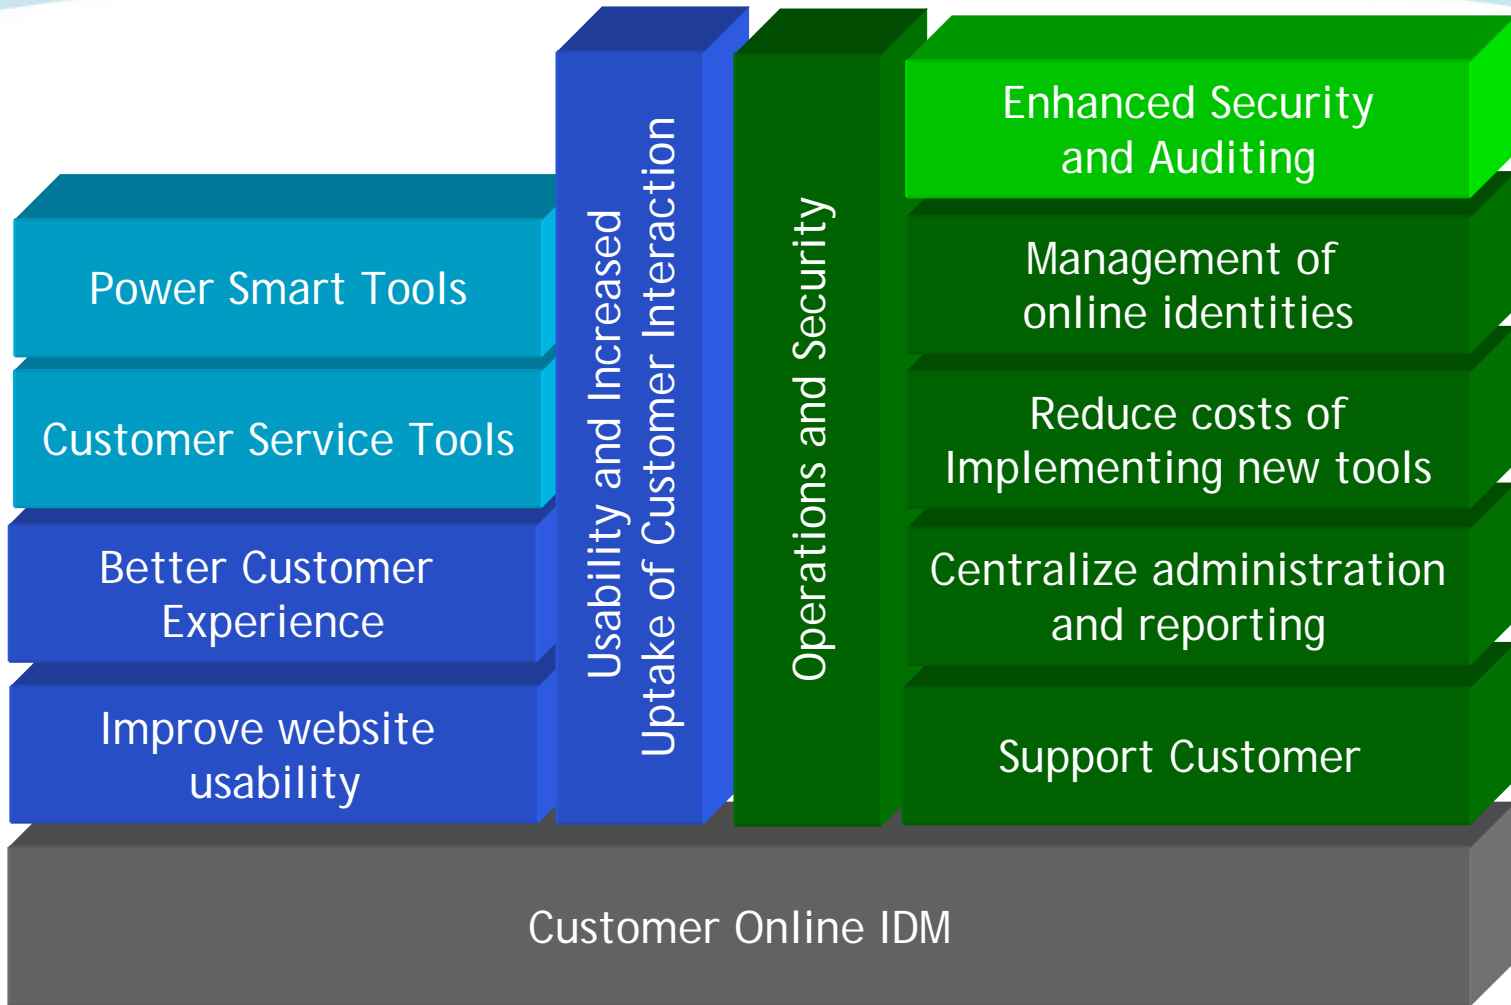 Power Smart Tools
Customer Service Tools
Better Customer
Experience
Improve website
usability
Usability and Increased
Uptake of Customer Interaction
Operations and Security
Enhanced Security
and Auditing
Management of
online identities
Reduce costs of
Implementing new tools
Centralize administration
and reporting
Support Customer
Customer Online IDM